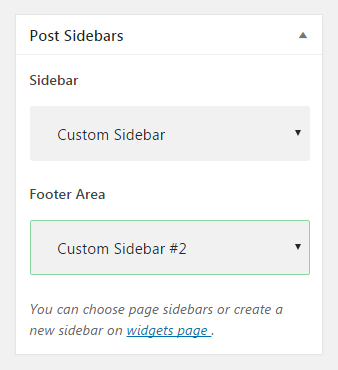 Post Sidebars
Sidebar
Custom Sidebar
Footer Area
Custom Sidebar #2
You can choose page sidebars or create a
new sidebar on widgets page .